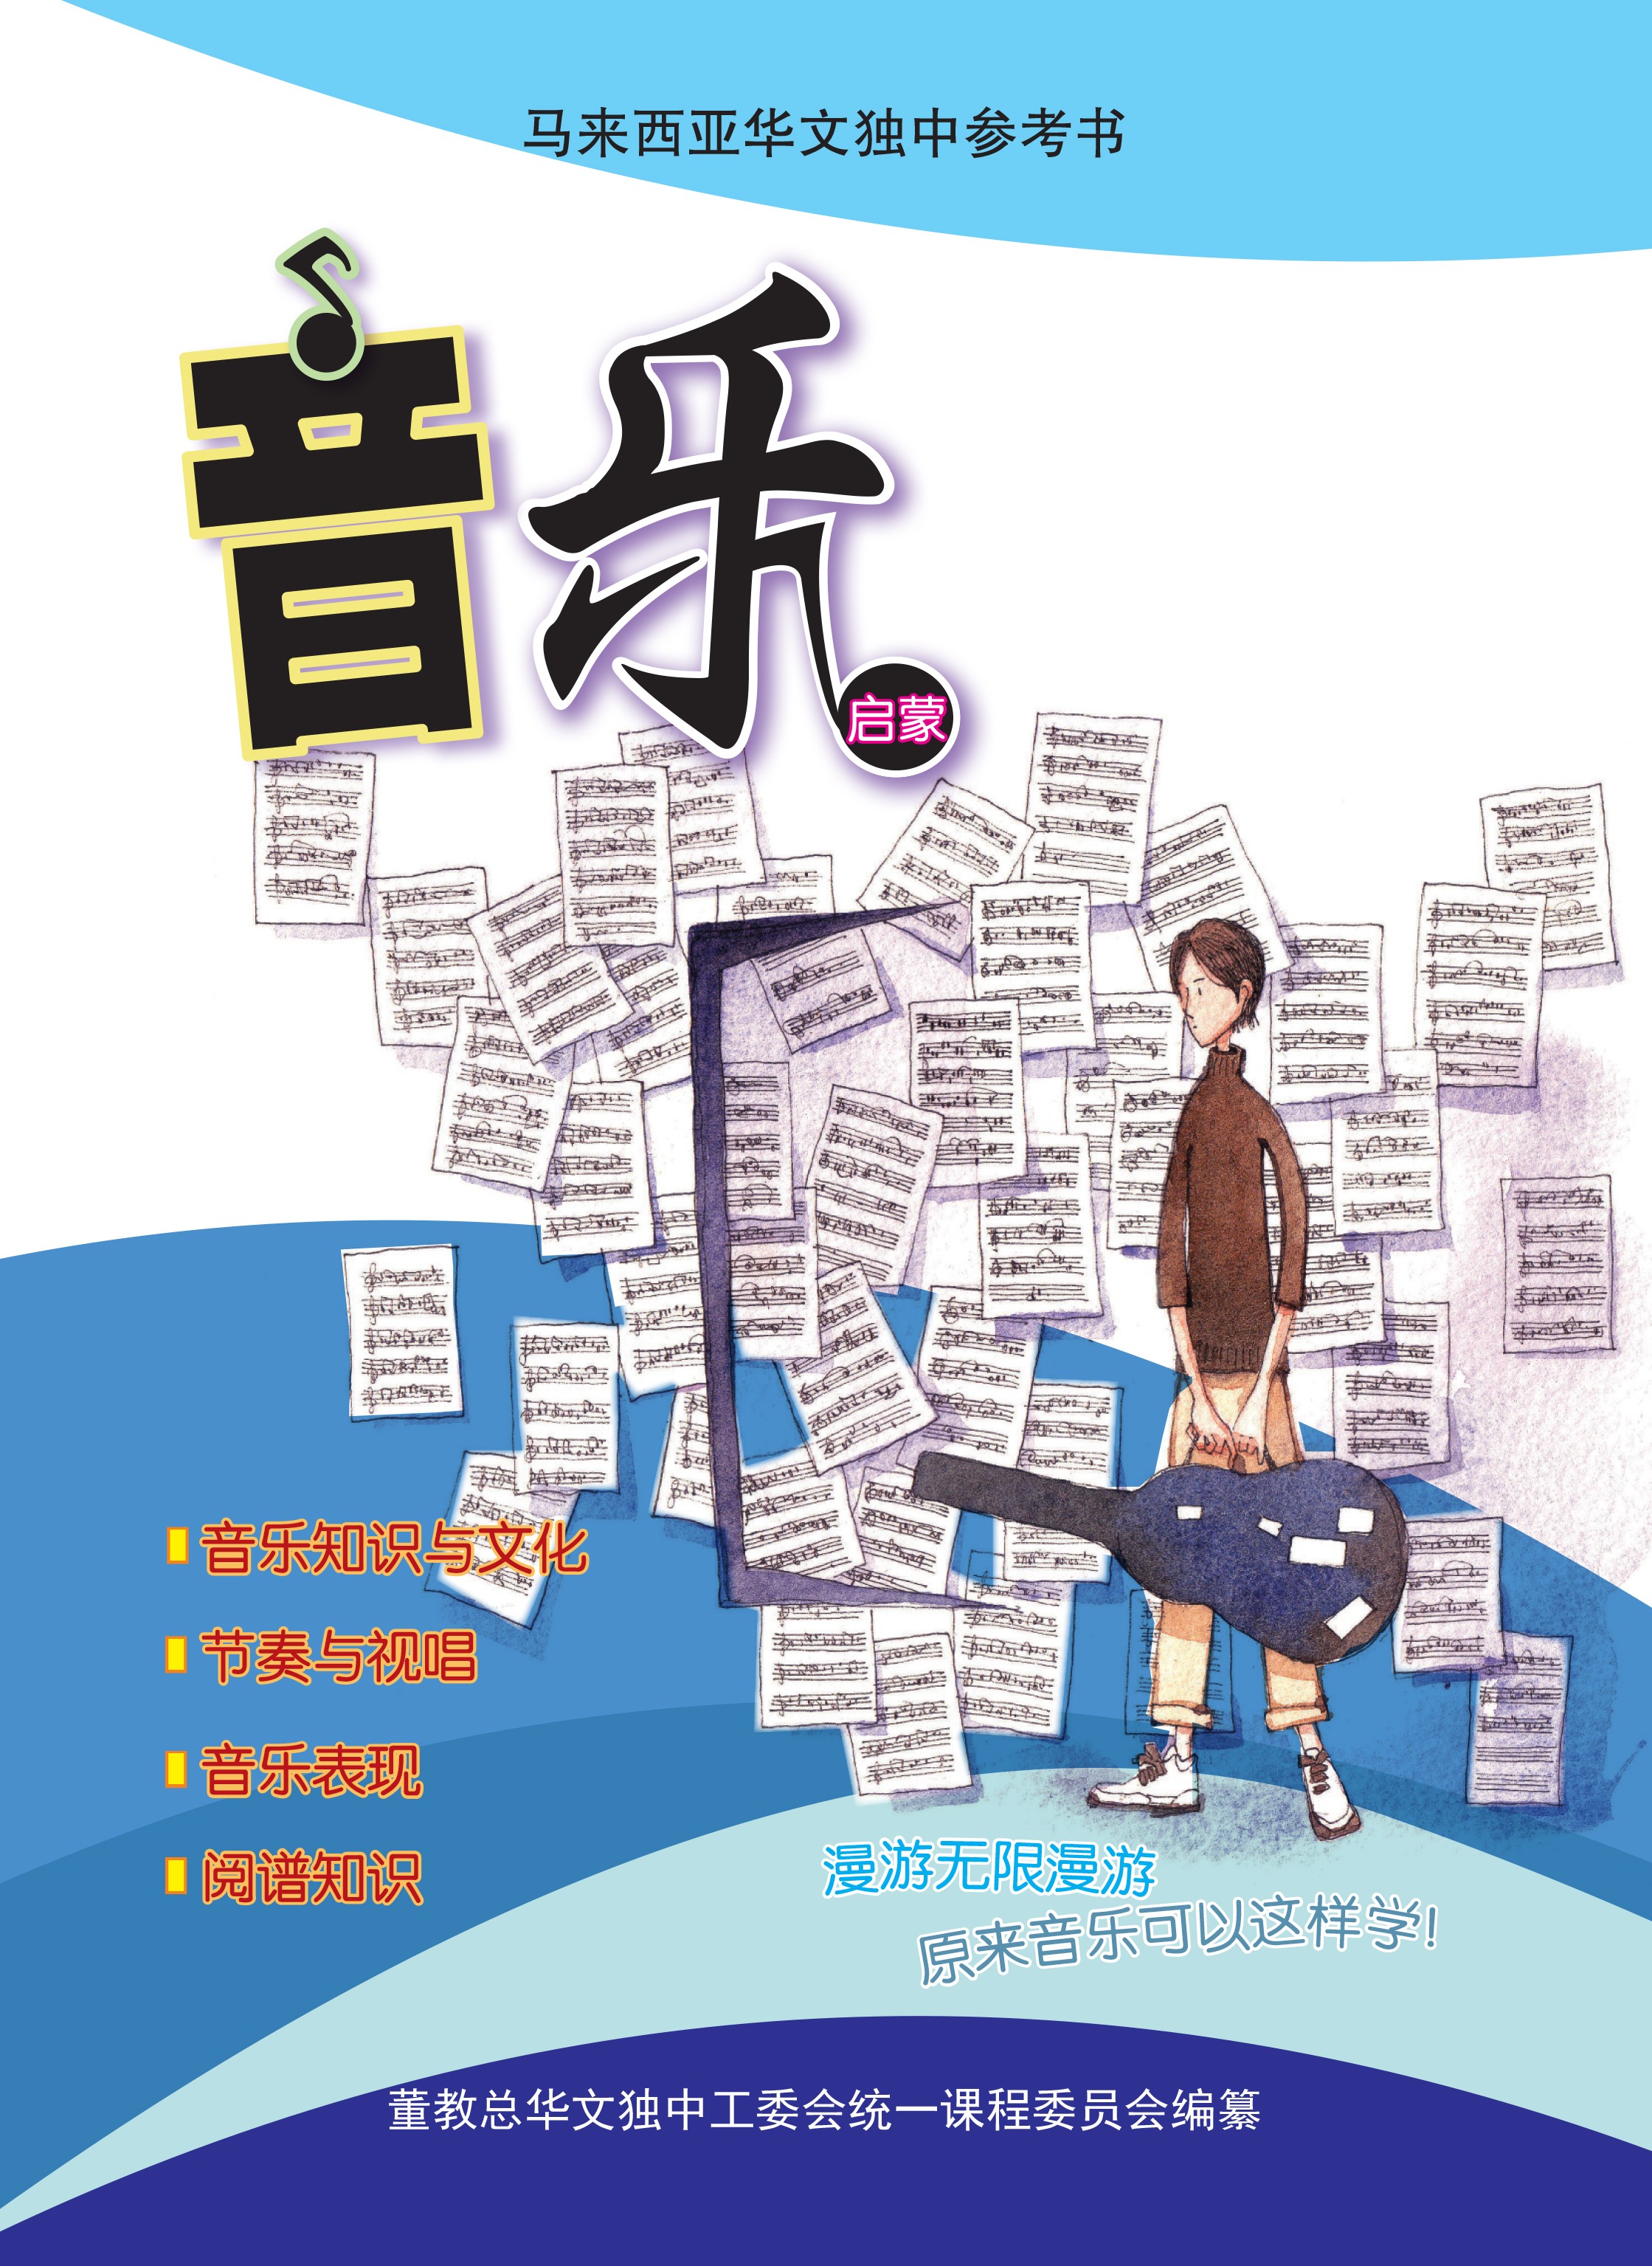 马来西亚华文独中参考书
音乐
启蒙
音乐知识与文化
节奏与视唱
音乐表现
阅谱知识
漫游无限漫游
原来音乐可以这样学!
董教总华文独中工委会统一课程委员会编纂